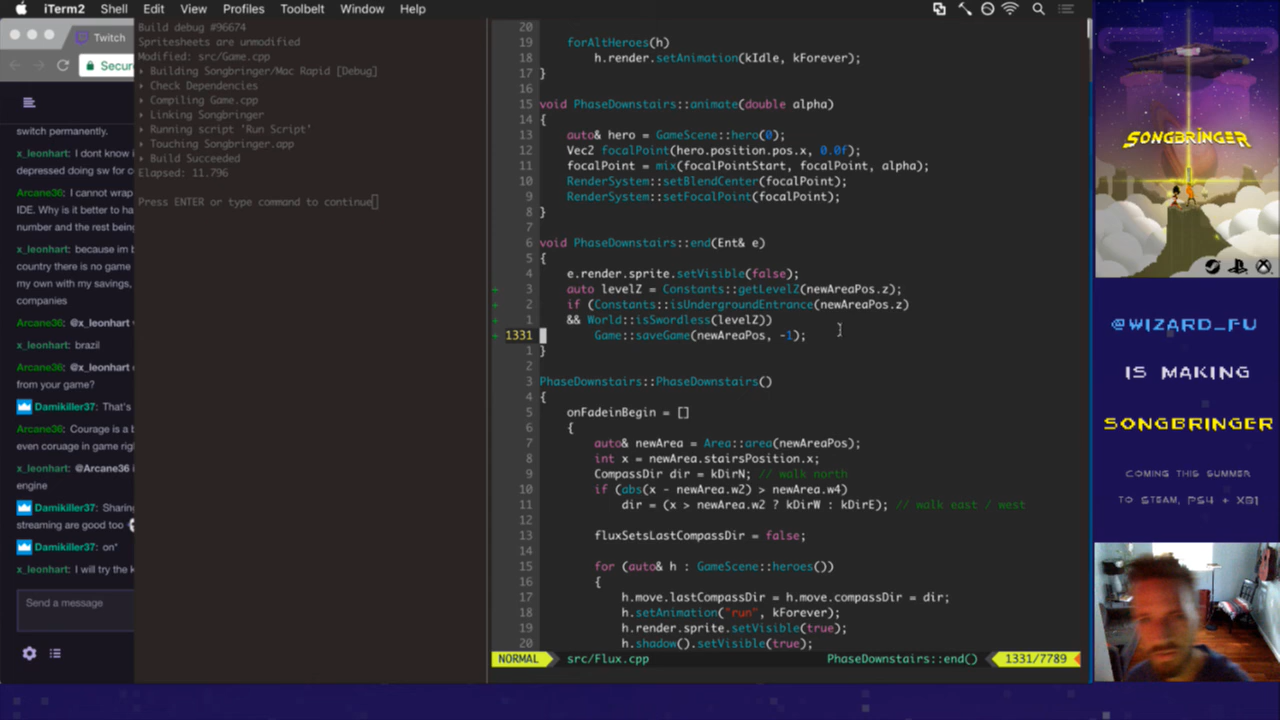 iTerm2 Shell Edit View Profiles Toolbelt Window Help
Twitch
Secure
switch permanently.
x_leonhart: I dont know i
depressed doing sw for c
Arcane36: I cannot wrap
IDE. Why is it better to ha
number and the rest being
x_leonhart: because im b
country there is no game
my own with my savings,
companies
Arcane36: @x_leonhart
x_leonhart: brazil
Arcane36: @x_leonhart
from your game?
Damikiller37: That's
Arcane36: Courage is a b
even coruage in game righ
x_leonhart: @Arcane36 i
engine
Damikiller37: Sharing
streaming are good too
Damikiller37: on*
x_leonhart: I will try the k
Send a message
Build debug #96674
Spritesheets are unmodified
Modified: src/Game.cpp
Building Songbringer/Mac Rapid [Debug]
Check Dependencies
Compiling Game.cpp
Linking Songbringer
Running script 'Run Script'
Touching Songbringer.app
Build Succeeded
Elapsed: 11.796
Press ENTER or type command to continue
20
19 forAltHeroes(h)
18 h.render.setAnimation(kIdle, kForever);
17 }
16
15 void PhaseDownstairs::animate(double alpha)
14 {
13 auto& hero = GameScene::hero(0);
12 Vec2 focalPoint(hero.position.pos.x, 0.0f);
11 focalPoint = mix(focalPointStart, focalPoint, alpha);
10 RenderSystem::setBlendCenter(focalPoint);
9 RenderSystem::setFocalPoint(focalPoint);
8 }
7
6 void PhaseDownstairs::end(Ent& e)
5 {
4 e.render.sprite.setVisible(false);
+ 3 auto levelZ = Constants::getLevelZ(newAreaPos.z);
+ 2 if (Constants::isUndergroundEntrance(newAreaPos.z)
+ 1 && World::isSwordless(levelZ))
+ 1331 Game::saveGame(newAreaPos, -1);
1 }
2
3 PhaseDownstairs::PhaseDownstairs()
4 {
5 onFadeinBegin = []
6 {
7 auto& newArea = Area::area(newAreaPos);
8 int x = newArea.stairsPosition.x;
9 CompassDir dir = kDirN; // walk north
10 if (abs(x - newArea.w2) > newArea.w4)
11 dir = (x > newArea.w2 ? kDirW : kDirE); // walk east / west
12
13 fluxSetsLastCompassDir = false;
14
15 for (auto& h : GameScene::heroes())
16 {
17 h.move.lastCompassDir = h.move.compassDir = dir;
18 h.setAnimation("run", kForever);
19 h.render.sprite.setVisible(true);
20 h.shadow().setVisible(true);
NORMAL src/Flux.cpp PhaseDownstairs::end() 1331/7789
SONGBRINGER
@WIZARD_FU
IS MAKING
SONGBRINGER
COMING THIS SUMMER
TO STEAM, PS4 + XB1